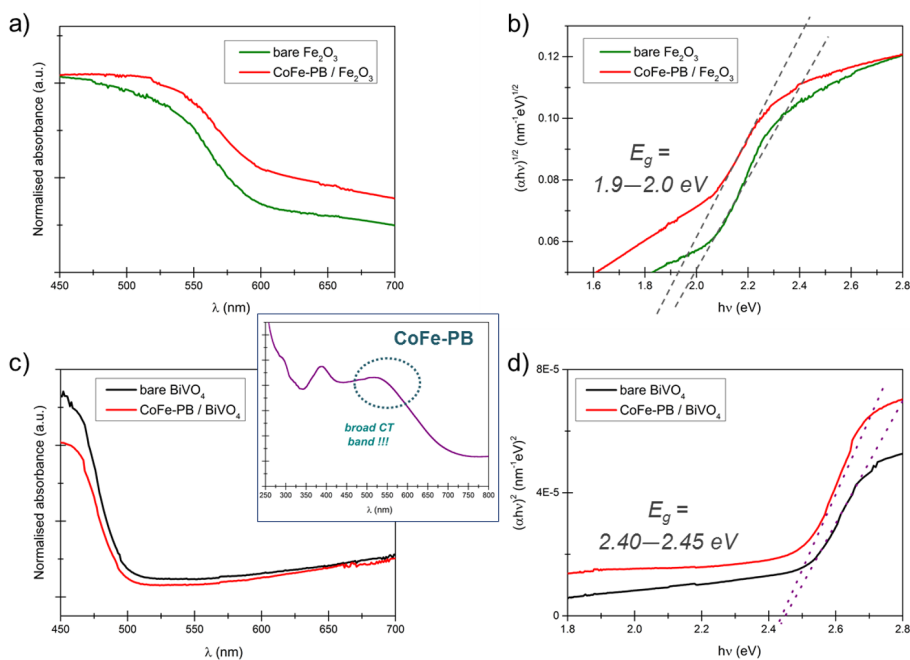 a)
Normalised absorbance (a.u.)
bare Fe₂O₃
CoFe-PB / Fe₂O₃
450 500 550 600 650 700
λ (nm)
b)
(αhν)¹ᐟ² (nm⁻¹eV)¹ᐟ²
0.12
0.10
0.08
0.06
bare Fe₂O₃
CoFe-PB / Fe₂O₃
E_g =
1.9—2.0 eV
1.6 1.8 2.0 2.2 2.4 2.6 2.8
hν (eV)
c)
Normalised absorbance (a.u.)
bare BiVO₄
CoFe-PB / BiVO₄
450 500 550 600 650 700
λ (nm)
CoFe-PB
broad CT
band !!!
250 300 350 400 450 500 550 600 650 700 750 800
λ (nm)
d)
(αhν)² (nm⁻¹eV)²
8E-5
4E-5
0
bare BiVO₄
CoFe-PB / BiVO₄
E_g =
2.40—2.45 eV
1.8 2.0 2.2 2.4 2.6 2.8
hν (eV)